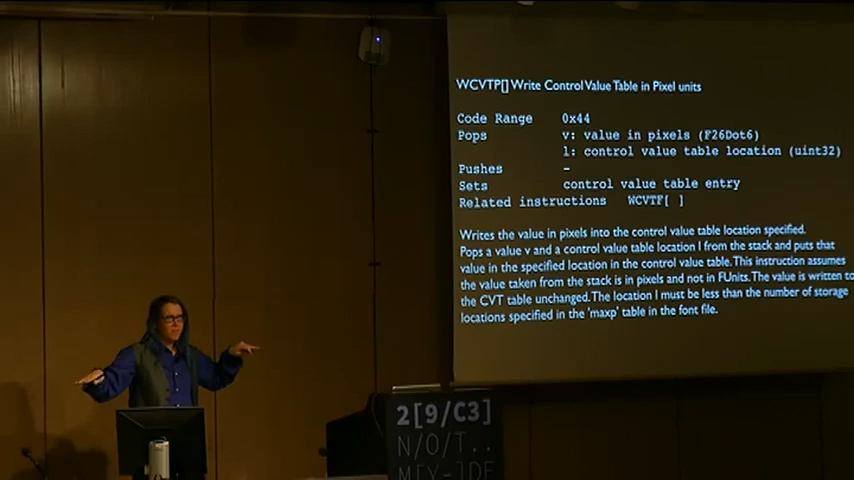 WCVTP[] Write Control Value Table in Pixel units
Code Range 0x44
Pops v: value in pixels (F26Dot6)
l: control value table location (uint32)
Pushes -
Sets control value table entry
Related instructions WCVTF[ ]
Writes the value in pixels into the control value table location specified.
Pops a value v and a control value table location l from the stack and puts that
value in the specified location in the control value table. This instruction assumes
the value taken from the stack is in pixels and not in FUnits. The value is written to
the CVT table unchanged. The location l must be less than the number of storage
locations specified in the 'maxp' table in the font file.
2[9/C3]
N/O/T..